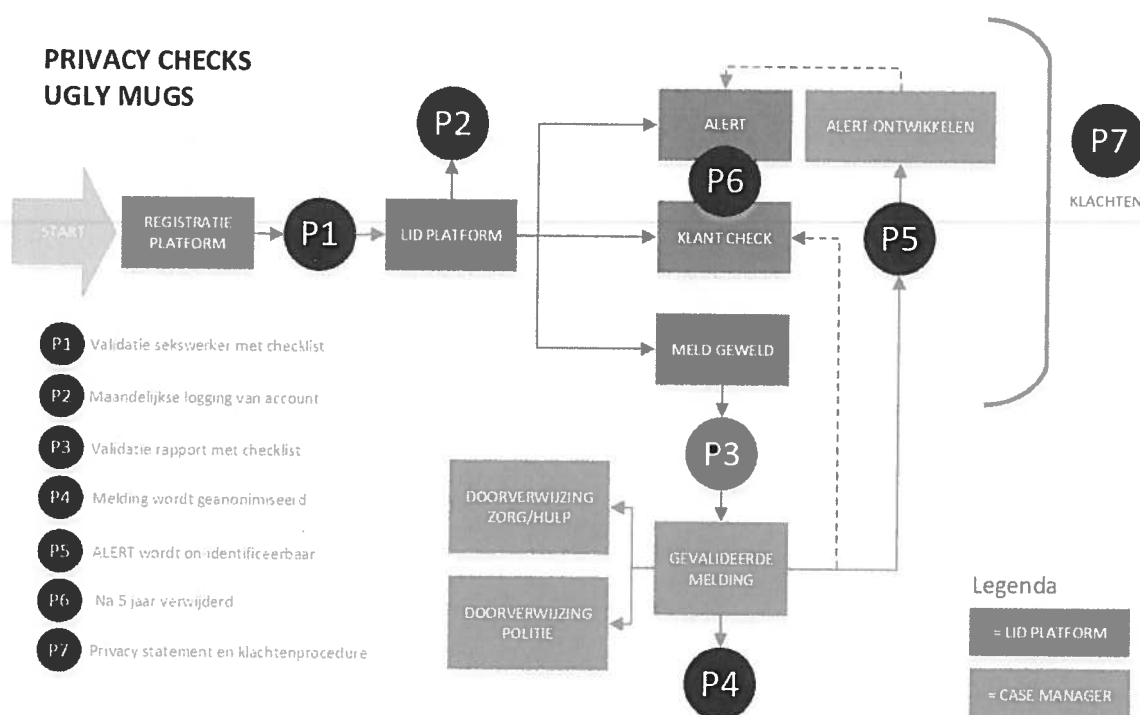 PRIVACY CHECKS
UGLY MUGS
START
REGISTRATIE
PLATFORM
P1
LID PLATFORM
P2
ALERT
ALERT ONTWIKKELEN
P6
KLANT CHECK
P5
P7
KLACHTEN
MELD GEWELD
P3
DOORVERWIJZING
ZORG/HULP
GEVALIDEERDE
MELDING
DOORVERWIJZING
POLITIE
P4
P1 Validatie sekswerker met checklist
P2 Maandelijkse logging van account
P3 Validatie rapport met checklist
P4 Melding wordt geanonimiseerd
P5 ALERT wordt on-identificeerbaar
P6 Na 5 jaar verwijderd
P7 Privacy statement en klachtenprocedure
Legenda
= LID PLATFORM
= CASE MANAGER